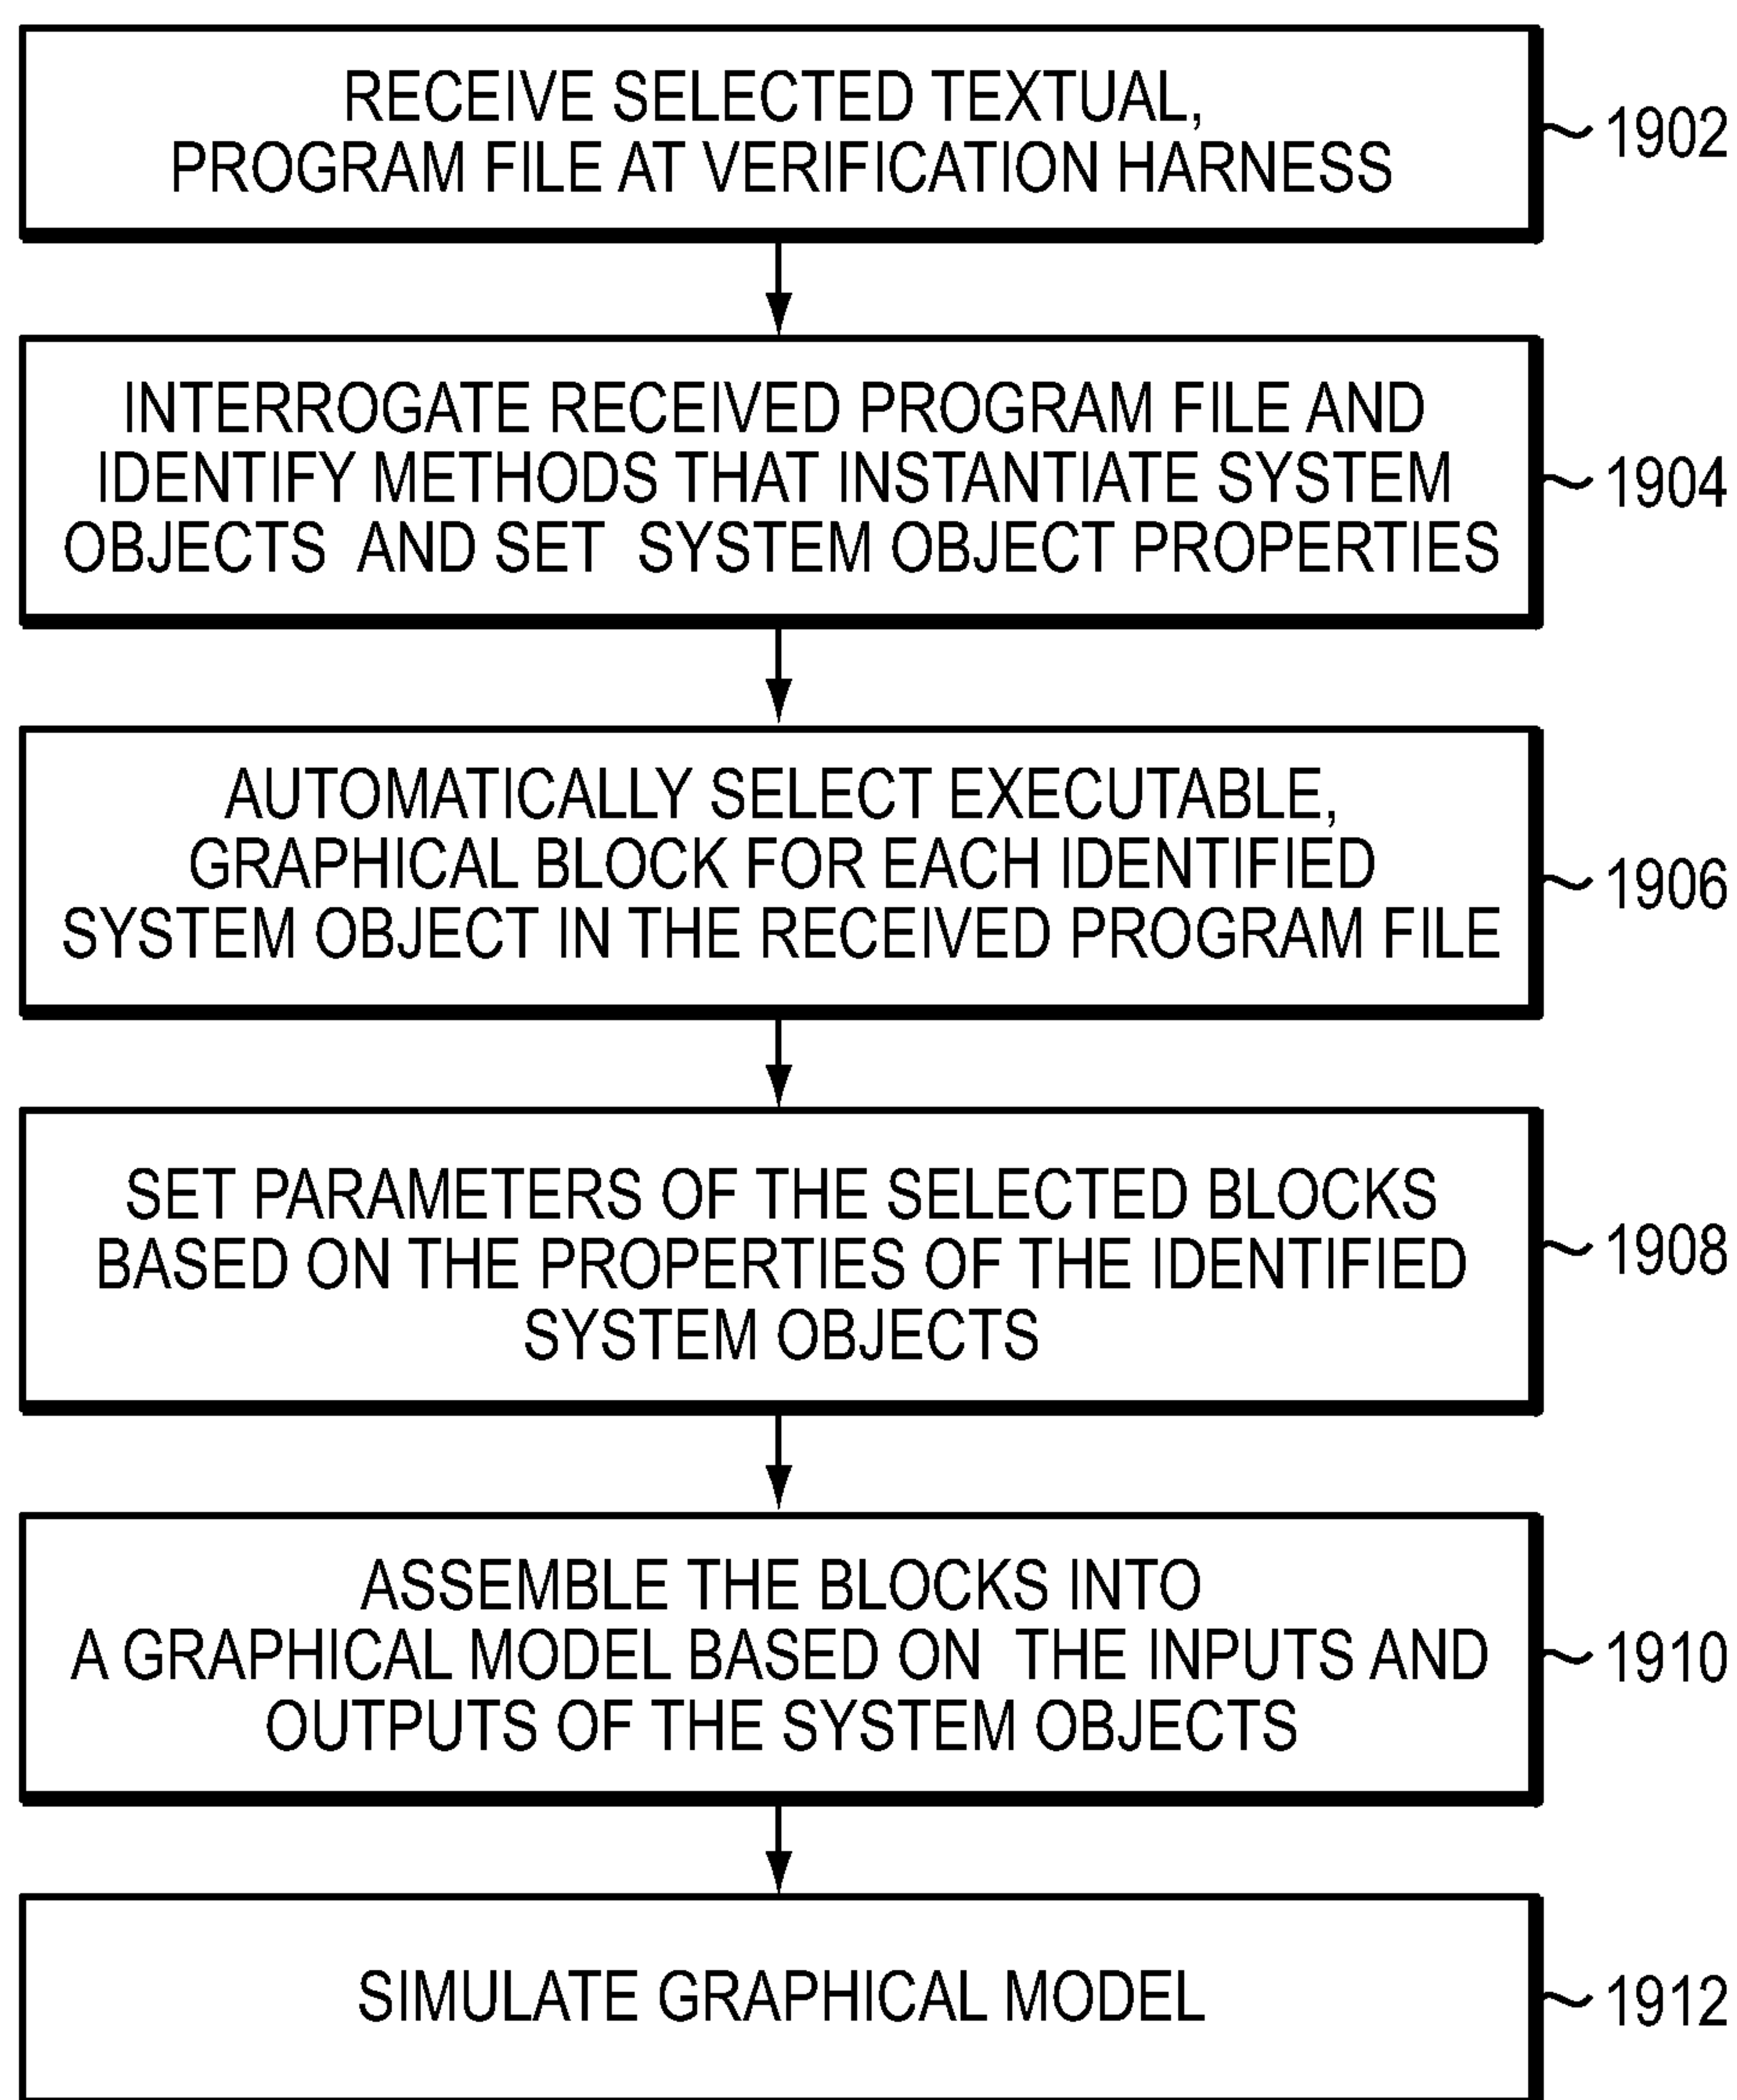 RECEIVE SELECTED TEXTUAL,
PROGRAM FILE AT VERIFICATION HARNESS
1902
INTERROGATE RECEIVED PROGRAM FILE AND
IDENTIFY METHODS THAT INSTANTIATE SYSTEM
OBJECTS AND SET SYSTEM OBJECT PROPERTIES
1904
AUTOMATICALLY SELECT EXECUTABLE,
GRAPHICAL BLOCK FOR EACH IDENTIFIED
SYSTEM OBJECT IN THE RECEIVED PROGRAM FILE
1906
SET PARAMETERS OF THE SELECTED BLOCKS
BASED ON THE PROPERTIES OF THE IDENTIFIED
SYSTEM OBJECTS
1908
ASSEMBLE THE BLOCKS INTO
A GRAPHICAL MODEL BASED ON THE INPUTS AND
OUTPUTS OF THE SYSTEM OBJECTS
1910
SIMULATE GRAPHICAL MODEL
1912